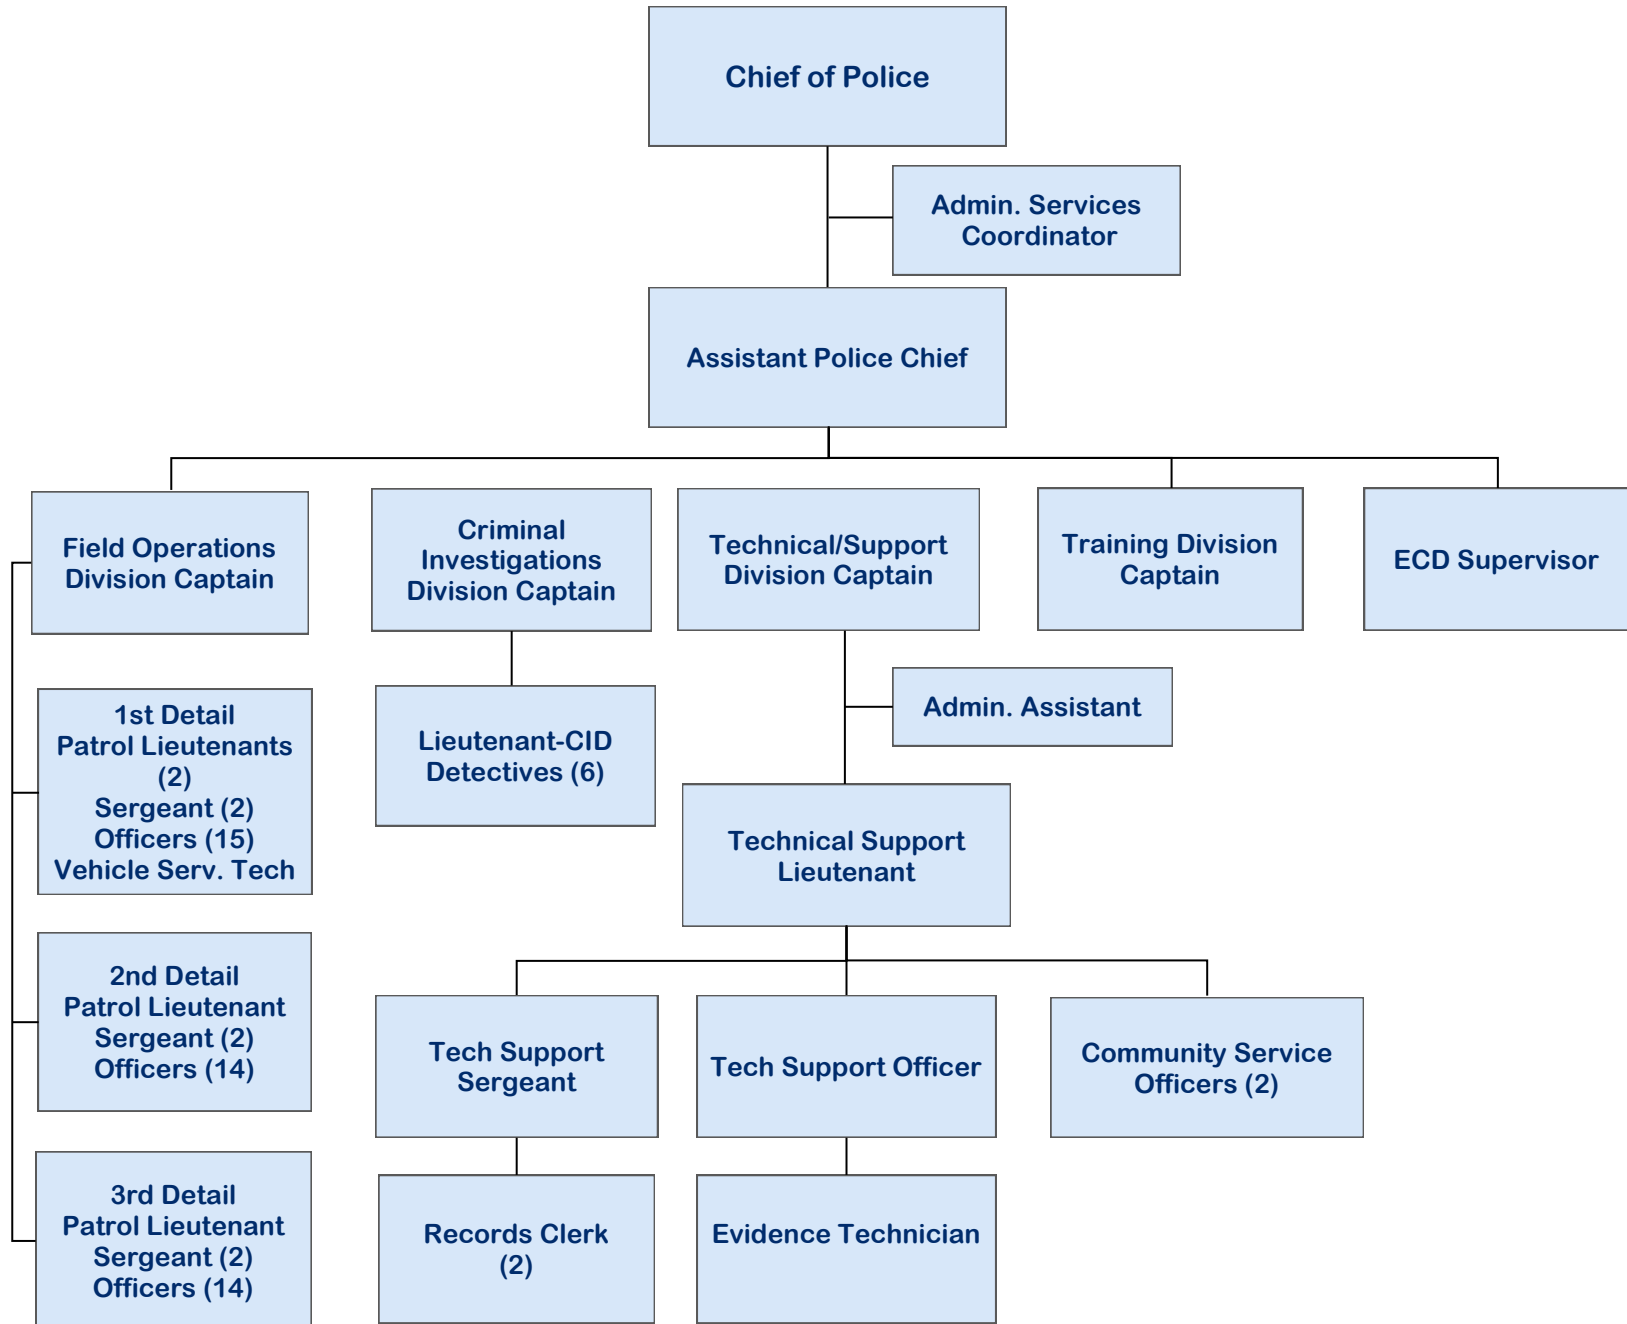 Chief of Police
Admin. Services
Coordinator
Assistant Police Chief
Field Operations
Division Captain
Criminal
Investigations
Division Captain
Technical/Support
Division Captain
Training Division
Captain
ECD Supervisor
1st Detail
Patrol Lieutenants
(2)
Sergeant (2)
Officers (15)
Vehicle Serv. Tech
Lieutenant-CID
Detectives (6)
Admin. Assistant
Technical Support
Lieutenant
2nd Detail
Patrol Lieutenant
Sergeant (2)
Officers (14)
Tech Support
Sergeant
Tech Support Officer
Community Service
Officers (2)
3rd Detail
Patrol Lieutenant
Sergeant (2)
Officers (14)
Records Clerk
(2)
Evidence Technician